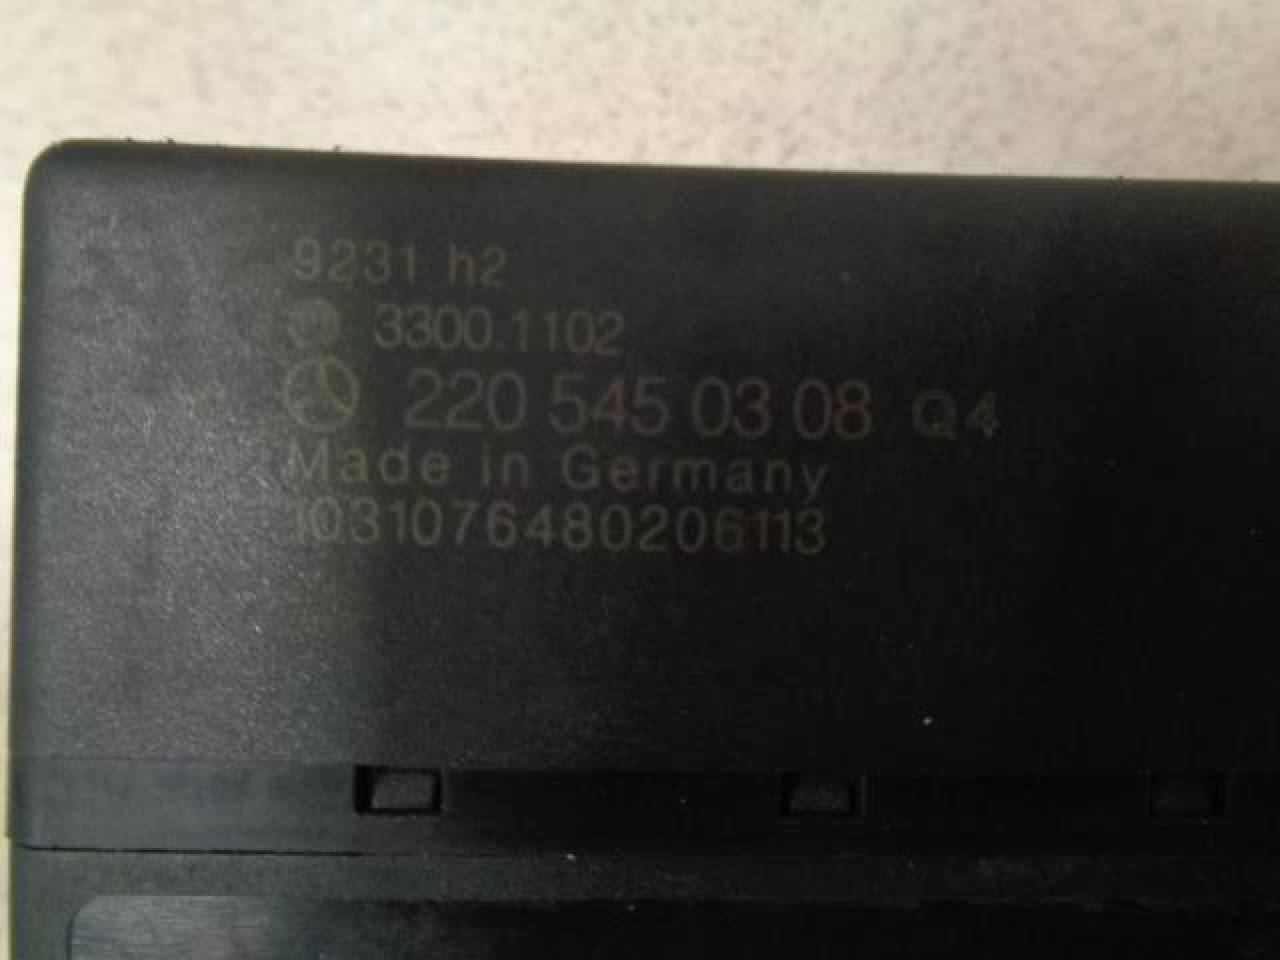 9231 h2
3300.1102
220 545 03 08 Q4
Made in Germany
1031076480206113